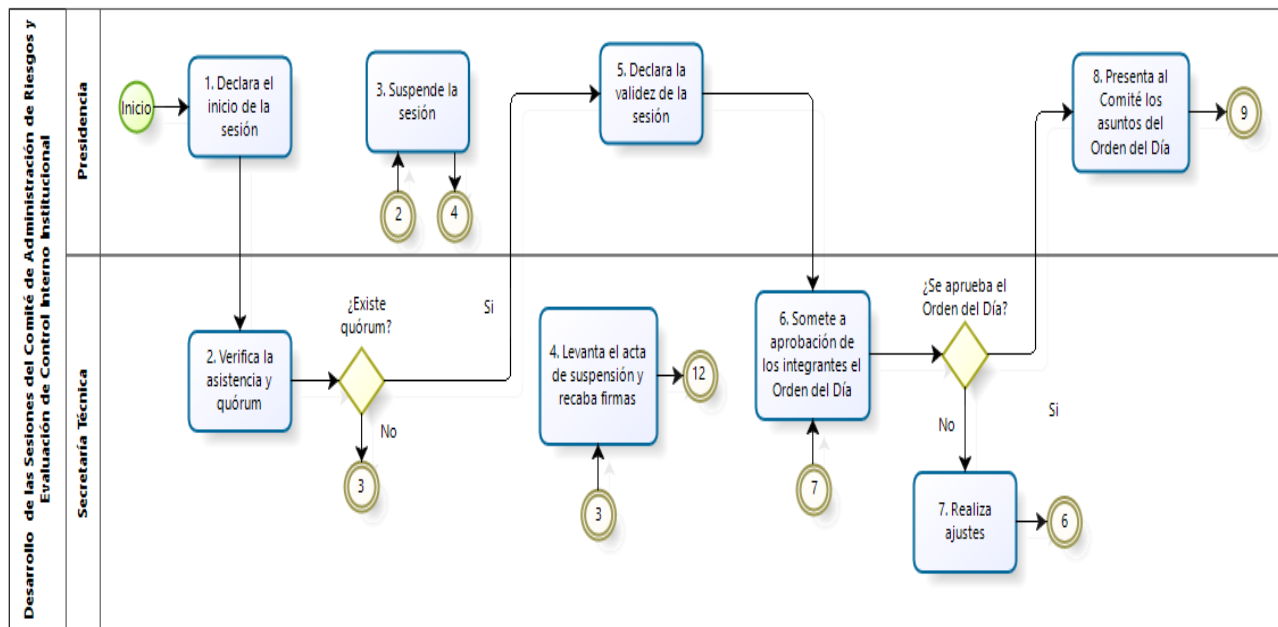 Desarrollo de las Sesiones del Comité de Administración de Riesgos y
Evaluación de Control Interno Institucional
Presidencia
Inicio
1. Declara el
inicio de la
sesión
3. Suspende la
sesión
2
4
5. Declara la
validez de la
sesión
8. Presenta al
Comité los
asuntos del
Orden del Día
9
Secretaría Técnica
2. Verifica la
asistencia y
quórum
¿Existe
quórum?
Si
No
3
4. Levanta el acta
de suspensión y
recaba firmas
12
3
6. Somete a
aprobación de
los integrantes el
Orden del Día
7
¿Se aprueba el
Orden del Día?
Si
No
7. Realiza
ajustes
6